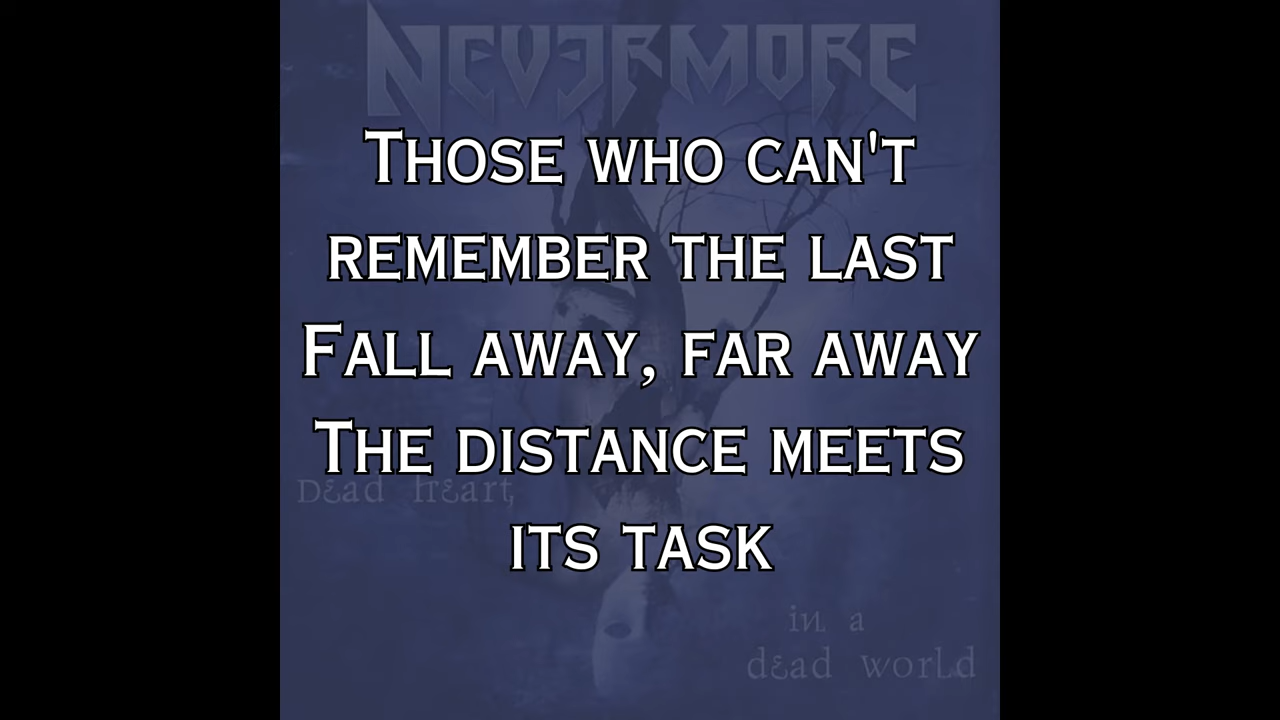 NEVERMORE
Those who can't
remember the last
Fall away, far away
The distance meets
its task
Dead Heart,
in a
dead world